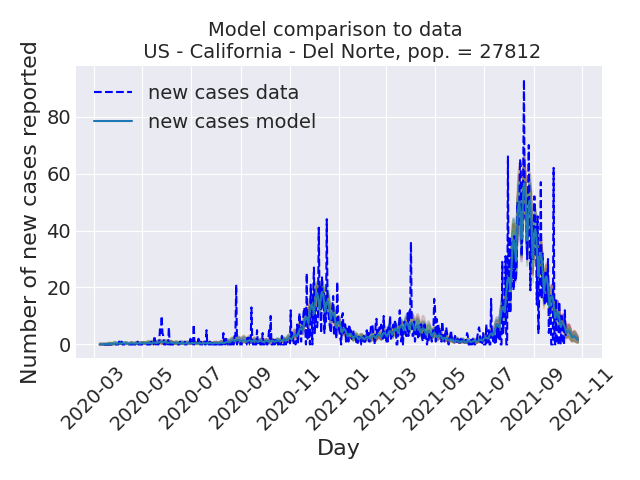 Model comparison to data
US - California - Del Norte, pop. = 27812
Number of new cases reported
new cases data
new cases model
80
60
40
20
0
2020-03
2020-05
2020-07
2020-09
2020-11
2021-01
2021-03
2021-05
2021-07
2021-09
2021-11
Day